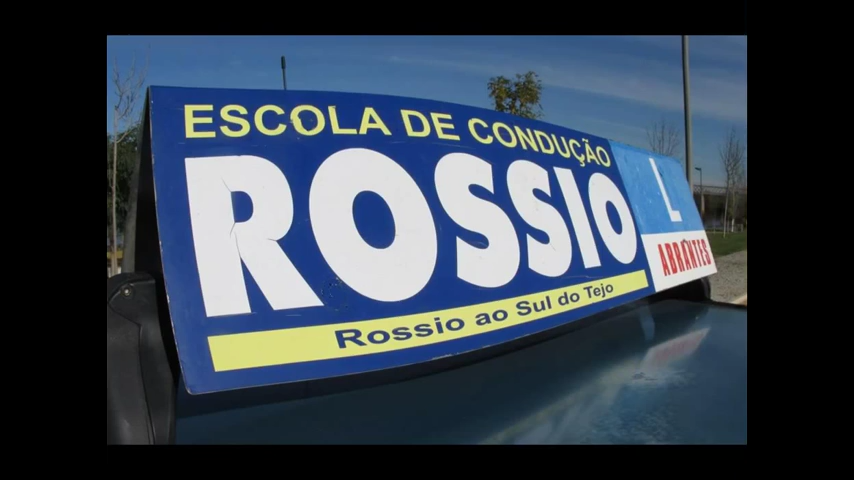 ESCOLA DE CONDUÇÃO
ROSSIO
Rossio ao Sul do Tejo
L
ABRANTES